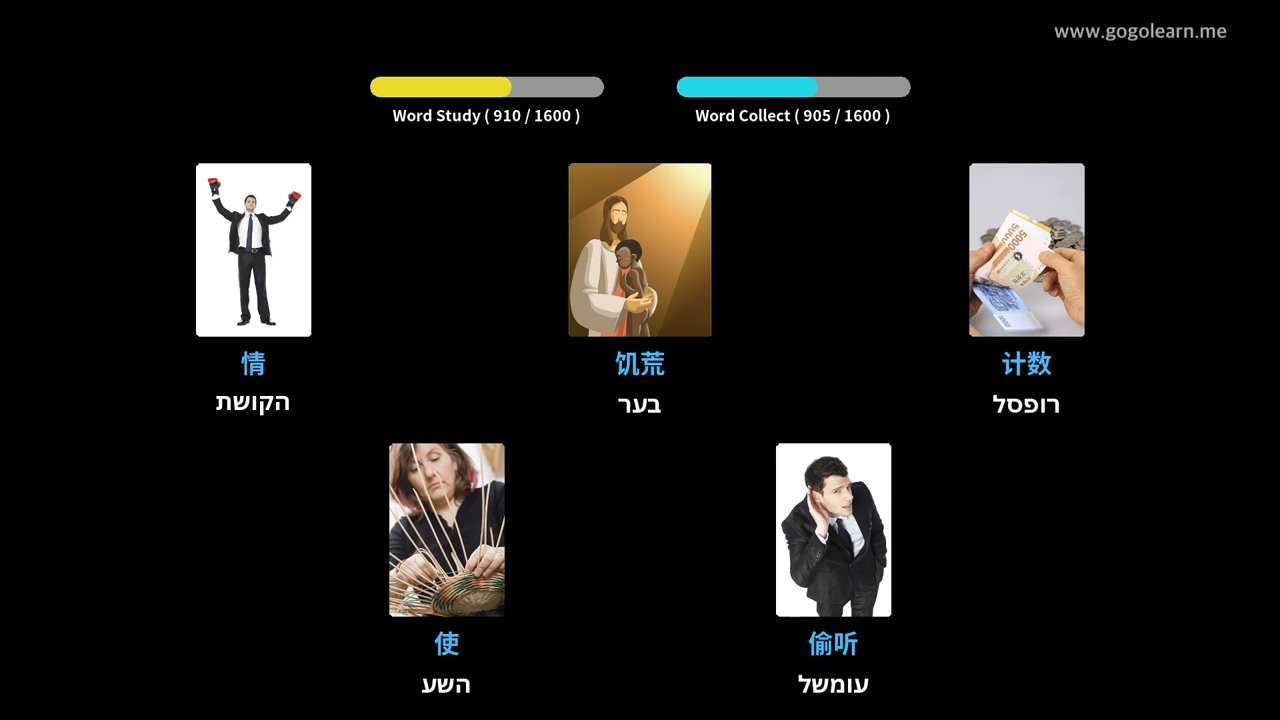 www.gogolearn.me
Word Study ( 910 / 1600 )
Word Collect ( 905 / 1600 )
情
饥荒
计数
הקושת
בער
רופסל
使
偷听
השע
עומשל